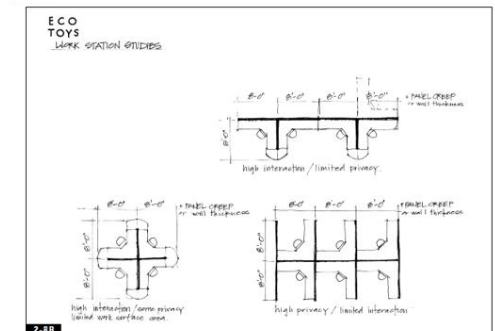 ECO
TOYS
WORK STATION STUDIES
8'-0" 8'-0" 8'-0" 8'-0"
+ PANEL CREEP
or wall thickness
8'-0"
high interaction / limited privacy.
8'-0" 8'-0"
+ PANEL CREEP
or wall thickness
8'-0"
8'-0"
high interaction / some privacy
limited work surface area
8'-0" 8'-0" 8'-0"
+ PANEL CREEP
or wall thickness
8'-0"
8'-0"
high privacy / limited interaction
2-8B